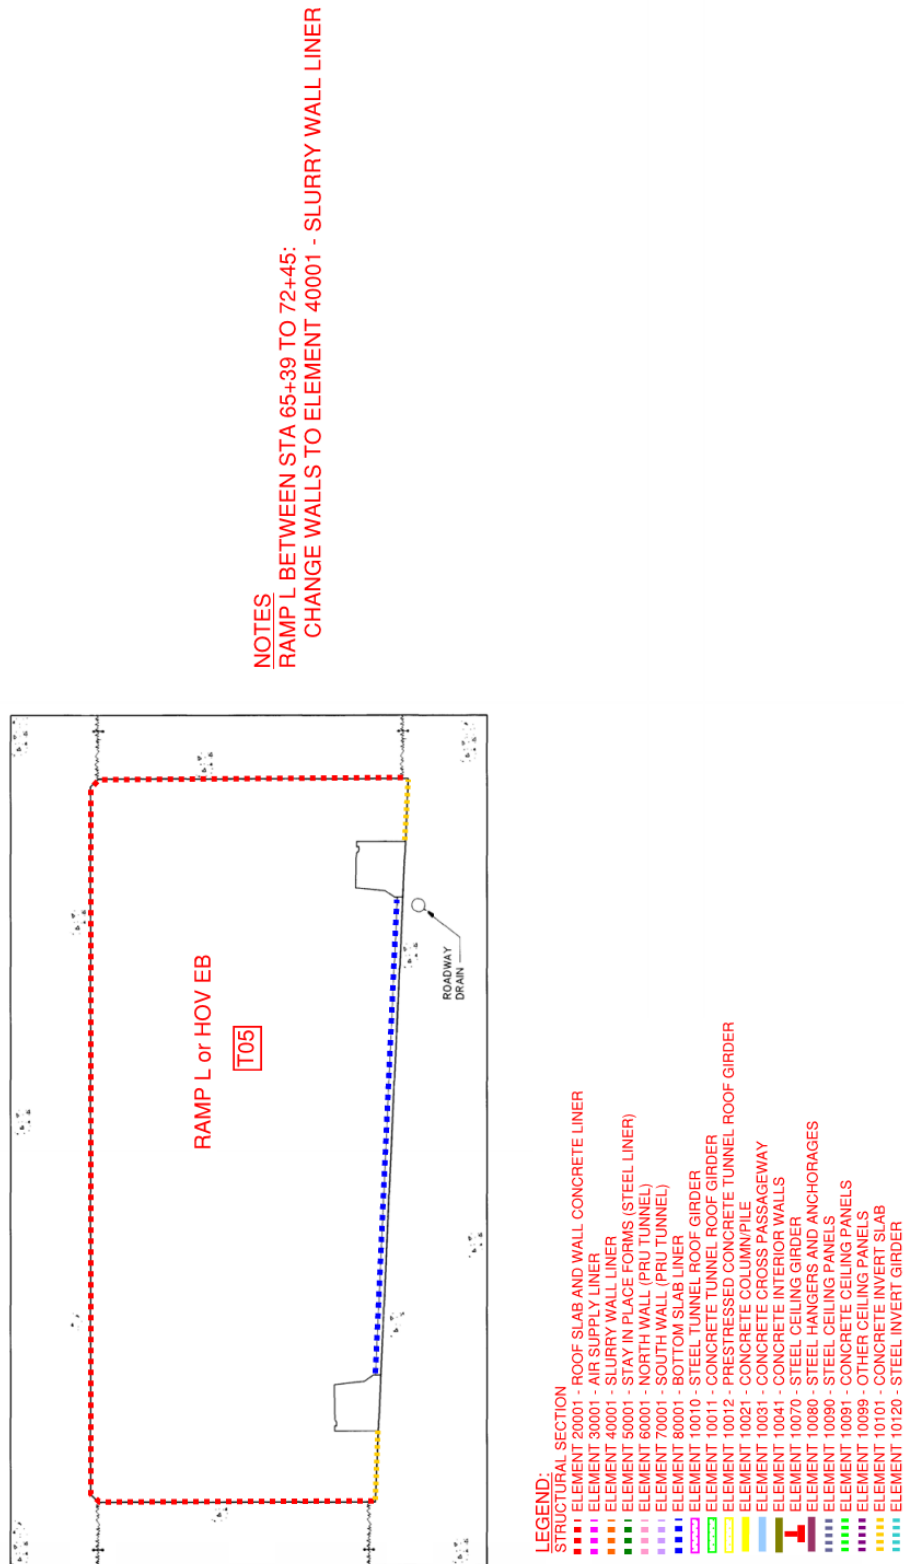 NOTES
RAMP L BETWEEN STA 65+39 TO 72+45:
CHANGE WALLS TO ELEMENT 40001 - SLURRY WALL LINER
RAMP L or HOV EB
T05
ROADWAY
DRAIN
LEGEND:
STRUCTURAL SECTION
ELEMENT 20001 - ROOF SLAB AND WALL CONCRETE LINER
ELEMENT 30001 - AIR SUPPLY LINER
ELEMENT 40001 - SLURRY WALL LINER
ELEMENT 50001 - STAY IN PLACE FORMS (STEEL LINER)
ELEMENT 60001 - NORTH WALL (PRU TUNNEL)
ELEMENT 70001 - SOUTH WALL (PRU TUNNEL)
ELEMENT 80001 - BOTTOM SLAB LINER
ELEMENT 10010 - STEEL TUNNEL ROOF GIRDER
ELEMENT 10011 - CONCRETE TUNNEL ROOF GIRDER
ELEMENT 10012 - PRESTRESSED CONCRETE TUNNEL ROOF GIRDER
ELEMENT 10021 - CONCRETE COLUMN/PILE
ELEMENT 10031 - CONCRETE CROSS PASSAGEWAY
ELEMENT 10041 - CONCRETE INTERIOR WALLS
ELEMENT 10070 - STEEL CEILING GIRDER
ELEMENT 10080 - STEEL HANGERS AND ANCHORAGES
ELEMENT 10090 - STEEL CEILING PANELS
ELEMENT 10091 - CONCRETE CEILING PANELS
ELEMENT 10099 - OTHER CEILING PANELS
ELEMENT 10101 - CONCRETE INVERT SLAB
ELEMENT 10120 - STEEL INVERT GIRDER